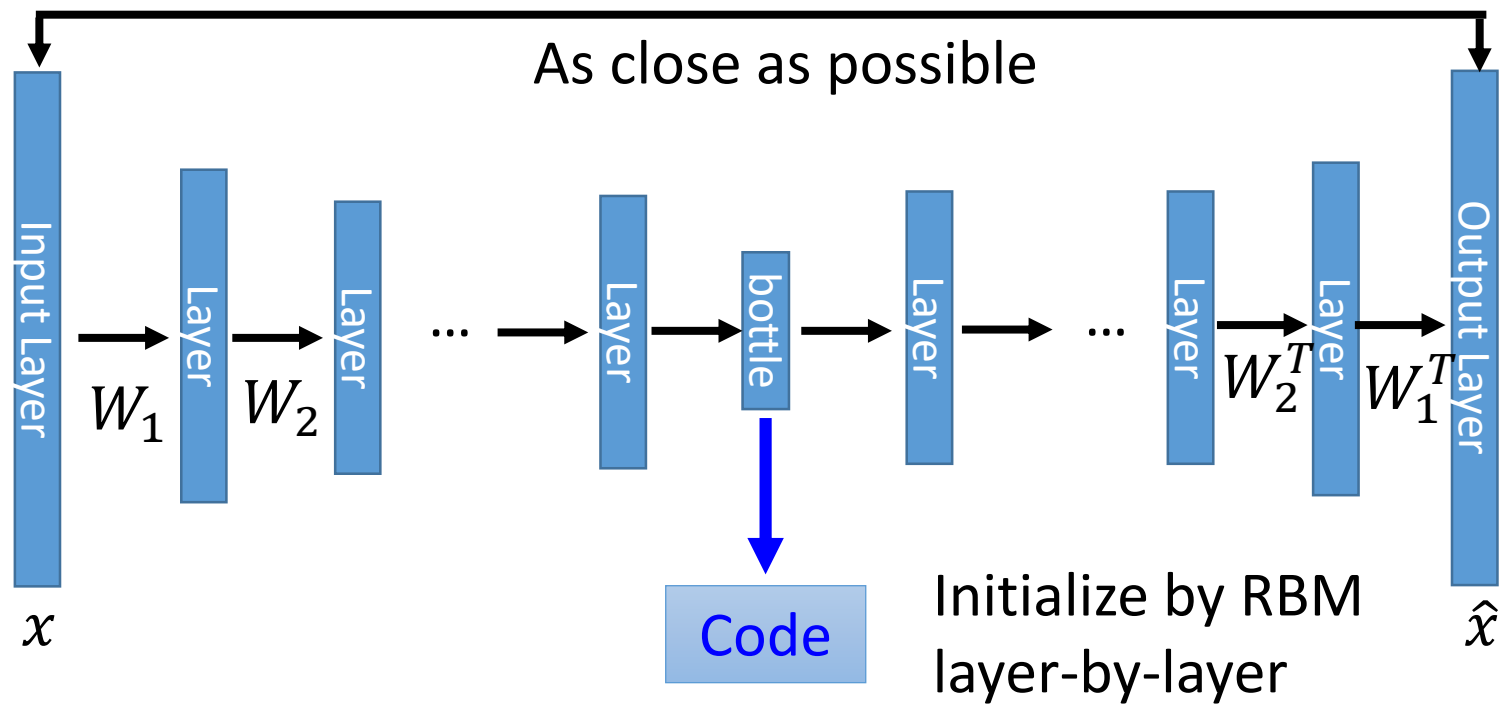 As close as possible
Input Layer
Layer
Layer
...
Layer
bottle
Layer
...
Layer
Layer
Output Layer
W₁
W₂
W₂ᵀ
W₁ᵀ
x
Code
Initialize by RBM
layer-by-layer
x̂